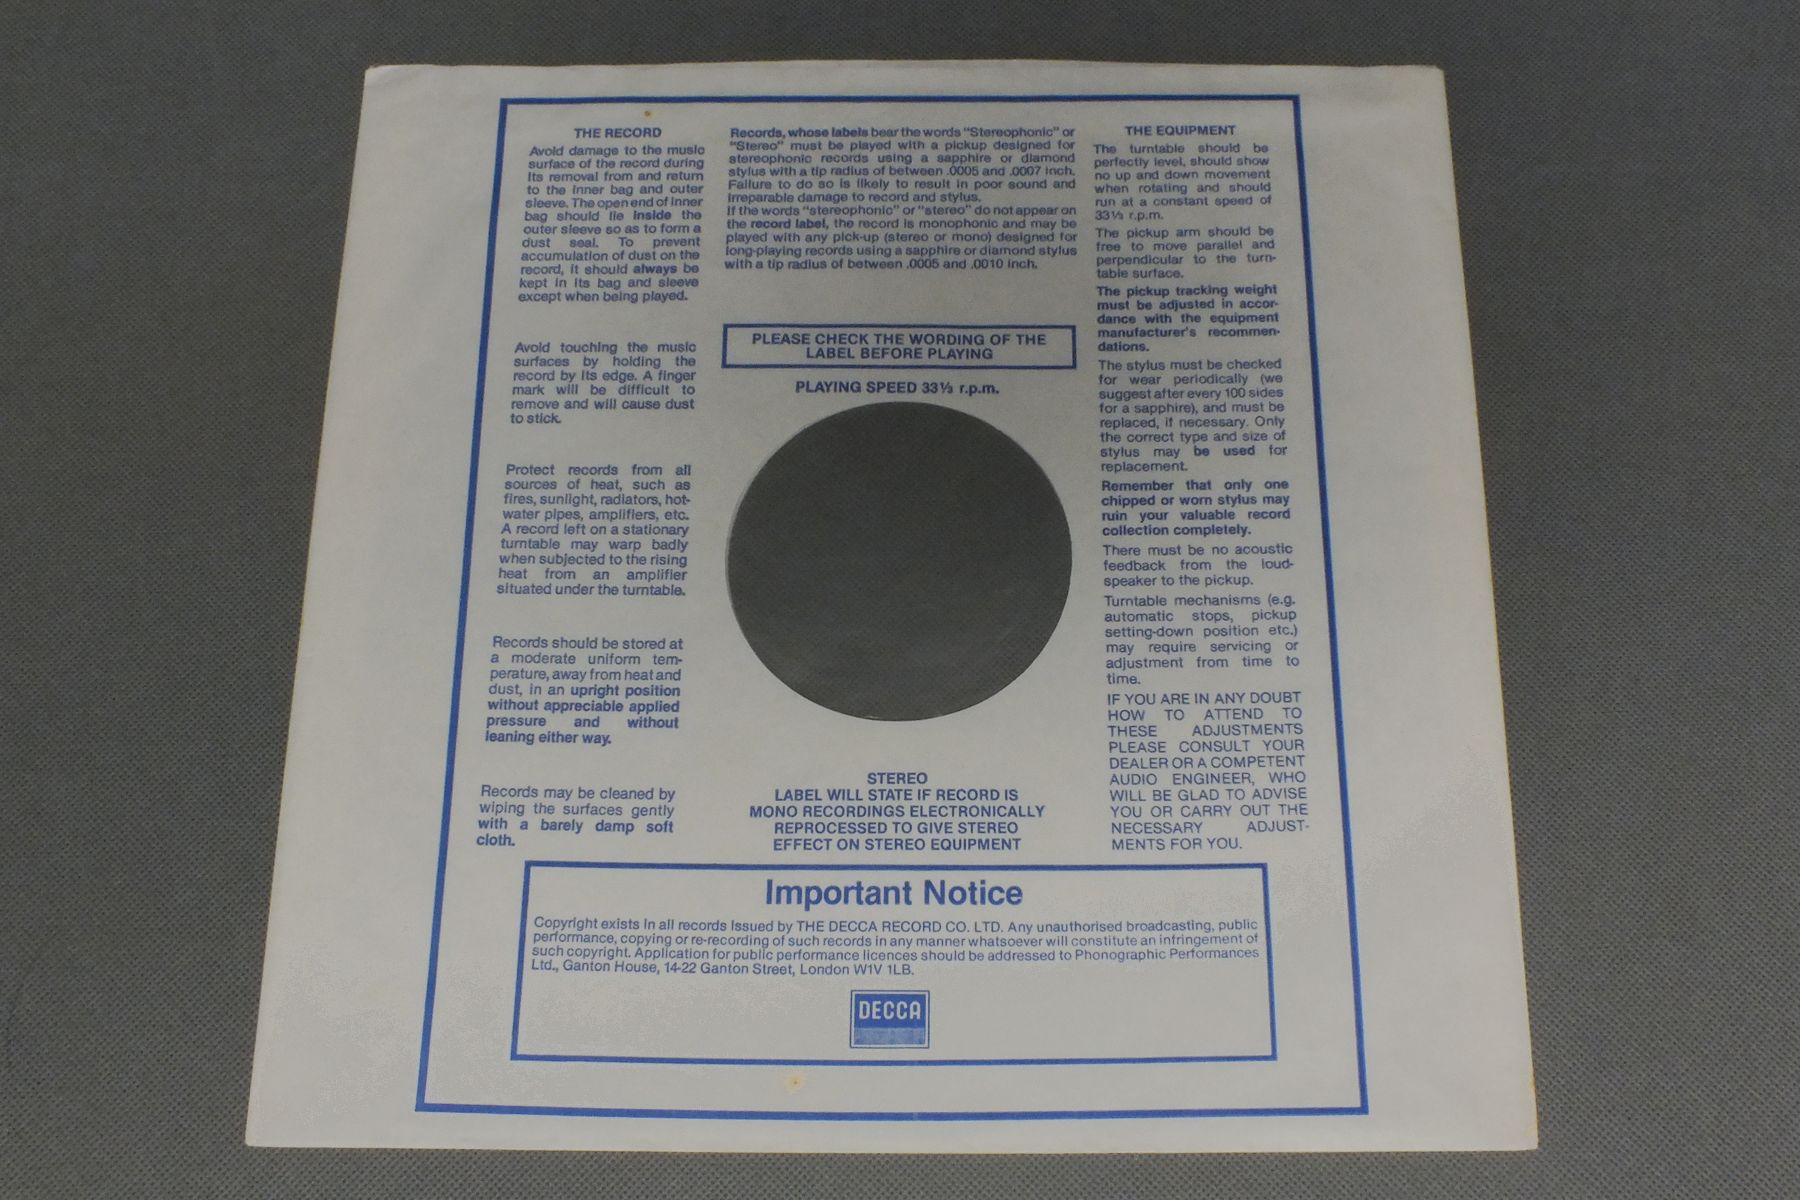 THE RECORD
Avoid damage to the music
surface of the record during
its removal from and return
to the inner bag and outer
sleeve. The open end of inner
bag should lie inside the
outer sleeve so as to form a
dust seal. To prevent
accumulation of dust on the
record, it should always be
kept in its bag and sleeve
except when being played.
Avoid touching the music
surfaces by holding the
record by its edge. A finger
mark will be difficult to
remove and will cause dust
to stick.
Protect records from all
sources of heat, such as
fires, sunlight, radiators, hot-
water pipes, amplifiers, etc.
A record left on a stationary
turntable may warp badly
when subjected to the rising
heat from an amplifier
situated under the turntable.
Records should be stored at
a moderate uniform tem-
perature, away from heat and
dust, in an upright position
without appreciable applied
pressure and without
leaning either way.
Records may be cleaned by
wiping the surfaces gently
with a barely damp soft
cloth.
Records, whose labels bear the words "Stereophonic" or
"Stereo" must be played with a pickup designed for
stereophonic records using a sapphire or diamond
stylus with a tip radius of between .0005 and .0007 inch.
Failure to do so is likely to result in poor sound and
irreparable damage to record and stylus.
If the words "stereophonic" or "stereo" do not appear on
the record label, the record is monophonic and may be
played with any pick-up (stereo or mono) designed for
long-playing records using a sapphire or diamond stylus
with a tip radius of between .0005 and .0010 inch.
PLEASE CHECK THE WORDING OF THE
LABEL BEFORE PLAYING
PLAYING SPEED 33⅓ r.p.m.
STEREO
LABEL WILL STATE IF RECORD IS
MONO RECORDINGS ELECTRONICALLY
REPROCESSED TO GIVE STEREO
EFFECT ON STEREO EQUIPMENT
THE EQUIPMENT
The turntable should be
perfectly level, should show
no up and down movement
when rotating and should
run at a constant speed of
33⅓ r.p.m.
The pickup arm should be
free to move parallel and
perpendicular to the turn-
table surface.
The pickup tracking weight
must be adjusted in accor-
dance with the equipment
manufacturer's recommen-
dations.
The stylus must be checked
for wear periodically (we
suggest after every 100 sides
for a sapphire), and must be
replaced, if necessary. Only
the correct type and size of
stylus may be used for
replacement.
Remember that only one
chipped or worn stylus may
ruin your valuable record
collection completely.
There must be no acoustic
feedback from the loud-
speaker to the pickup.
Turntable mechanisms (e.g.
automatic stops, pickup
setting-down position etc.)
may require servicing or
adjustment from time to
time.
IF YOU ARE IN ANY DOUBT
HOW TO ATTEND TO
THESE ADJUSTMENTS
PLEASE CONSULT YOUR
DEALER OR A COMPETENT
AUDIO ENGINEER, WHO
WILL BE GLAD TO ADVISE
YOU OR CARRY OUT THE
NECESSARY ADJUST-
MENTS FOR YOU.
Important Notice
Copyright exists in all records issued by THE DECCA RECORD CO. LTD. Any unauthorised broadcasting, public
performance, copying or re-recording of such records in any manner whatsoever will constitute an infringement of
such copyright. Application for public performance licences should be addressed to Phonographic Performances
Ltd., Ganton House, 14-22 Ganton Street, London W1V 1LB.
DECCA